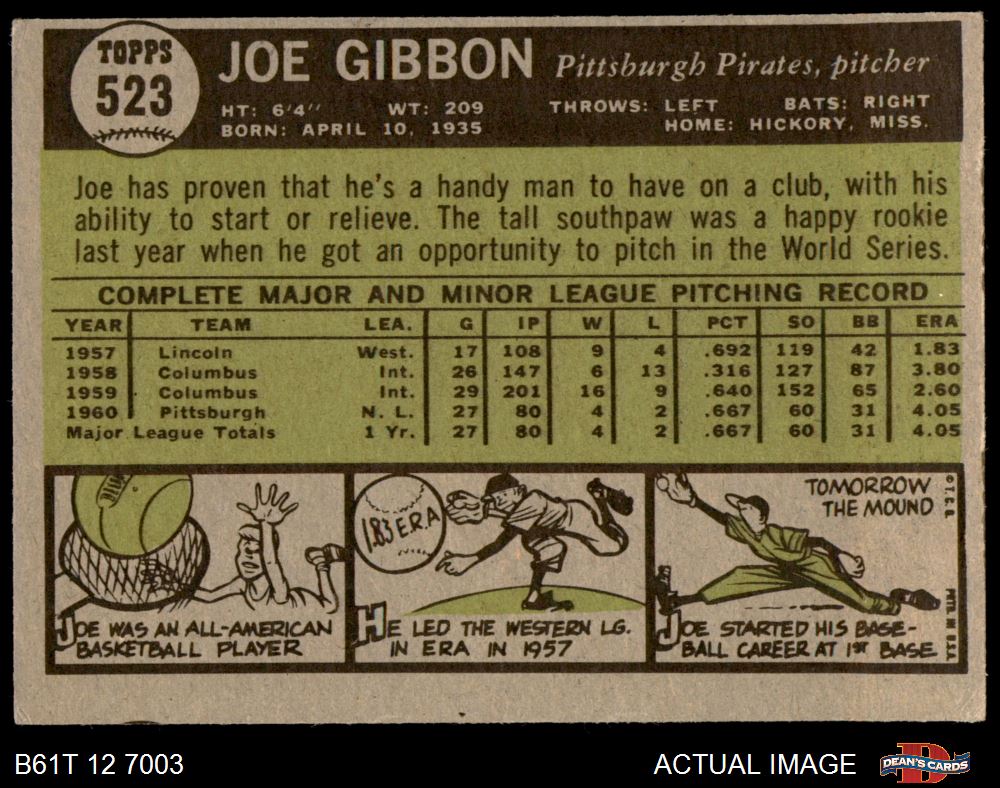 TOPPS
523
JOE GIBBON Pittsburgh Pirates, pitcher
HT: 6'4" WT: 209 THROWS: LEFT BATS: RIGHT
BORN: APRIL 10, 1935 HOME: HICKORY, MISS.
Joe has proven that he's a handy man to have on a club, with his
ability to start or relieve. The tall southpaw was a happy rookie
last year when he got an opportunity to pitch in the World Series.
COMPLETE MAJOR AND MINOR LEAGUE PITCHING RECORD
YEAR TEAM LEA. G IP W L PCT SO BB ERA
1957 Lincoln West. 17 108 9 4 .692 119 42 1.83
1958 Columbus Int. 26 147 6 13 .316 127 87 3.80
1959 Columbus Int. 29 201 16 9 .640 152 65 2.60
1960 Pittsburgh N. L. 27 80 4 2 .667 60 31 4.05
Major League Totals 1 Yr. 27 80 4 2 .667 60 31 4.05
JOE WAS AN ALL-AMERICAN
BASKETBALL PLAYER
1.83 E.R.A
HE LED THE WESTERN LG.
IN ERA IN 1957
TOMORROW
THE MOUND
JOE STARTED HIS BASE-
BALL CAREER AT 1ST BASE
© T. C. G.
PTD. IN U.S.A.
B61T 12 7003
ACTUAL IMAGE
D
DEAN'S CARDS